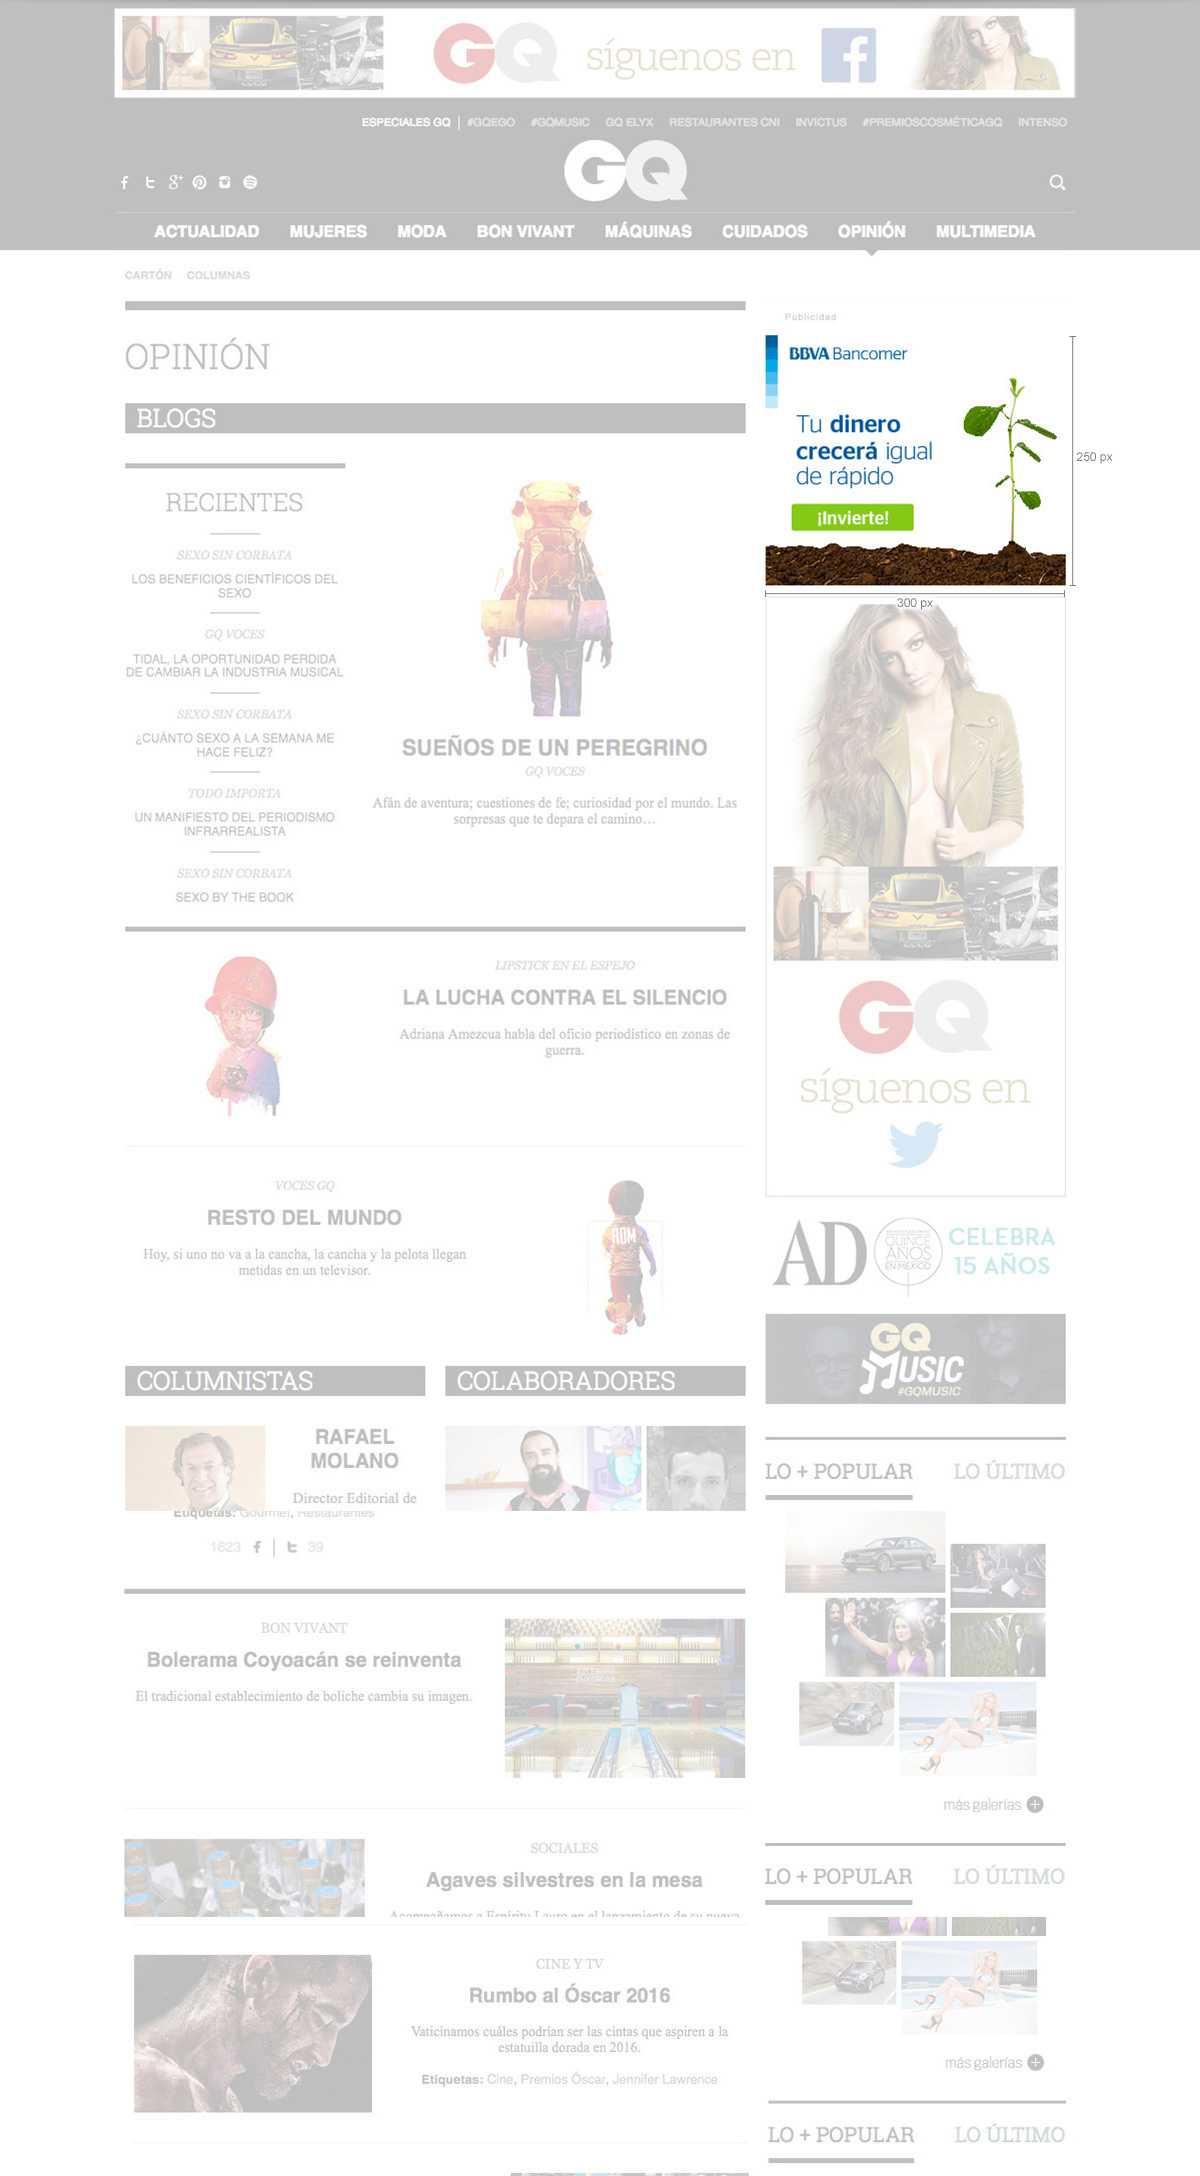 GQ síguenos en f
ESPECIALES GQ | #GQEGO #GQMUSIC GQ ELYX RESTAURANTES CNI INVICTUS #PREMIOSCOSMÉTICAGQ INTENSO
GQ
ACTUALIDAD MUJERES MODA BON VIVANT MÁQUINAS CUIDADOS OPINIÓN MULTIMEDIA
CARTÓN COLUMNAS
OPINIÓN
BLOGS
RECIENTES
SEXO SIN CORBATA
LOS BENEFICIOS CIENTÍFICOS DEL
SEXO
GQ VOCES
TIDAL, LA OPORTUNIDAD PERDIDA
DE CAMBIAR LA INDUSTRIA MUSICAL
SEXO SIN CORBATA
¿CUÁNTO SEXO A LA SEMANA ME
HACE FELIZ?
TODO IMPORTA
UN MANIFIESTO DEL PERIODISMO
INFRARREALISTA
SEXO SIN CORBATA
SEXO BY THE BOOK
SUEÑOS DE UN PEREGRINO
GQ VOCES
Afán de aventura; cuestiones de fe; curiosidad por el mundo. Las
sorpresas que te depara el camino…
LIPSTICK EN EL ESPEJO
LA LUCHA CONTRA EL SILENCIO
Adriana Amezcua habla del oficio periodístico en zonas de
guerra.
VOCES GQ
RESTO DEL MUNDO
Hoy, si uno no va a la cancha, la cancha y la pelota llegan
metidas en un televisor.
ROM
COLUMNISTAS
RAFAEL
MOLANO
Director Editorial de
COLABORADORES
Etiquetas: Gourmet, Restaurantes
1623 f | t 39
BON VIVANT
Bolerama Coyoacán se reinventa
El tradicional establecimiento de boliche cambia su imagen.
SOCIALES
Agaves silvestres en la mesa
Acompañamos a Espíritu Lauro en el lanzamiento de su nueva
CINE Y TV
Rumbo al Óscar 2016
Vaticinamos cuáles podrían ser las cintas que aspiren a la
estatuilla dorada en 2016.
Etiquetas: Cine, Premios Óscar, Jennifer Lawrence
Publicidad
BBVA Bancomer
Tu dinero
crecerá igual
de rápido
¡Invierte!
250 px
300 px
GQ
síguenos en
AD
QUINCE
AÑOS
EN MÉXICO
CELEBRA
15 AÑOS
GQ
MUSIC
#GQMUSIC
LO + POPULAR LO ÚLTIMO
más galerías +
LO + POPULAR LO ÚLTIMO
más galerías +
LO + POPULAR LO ÚLTIMO